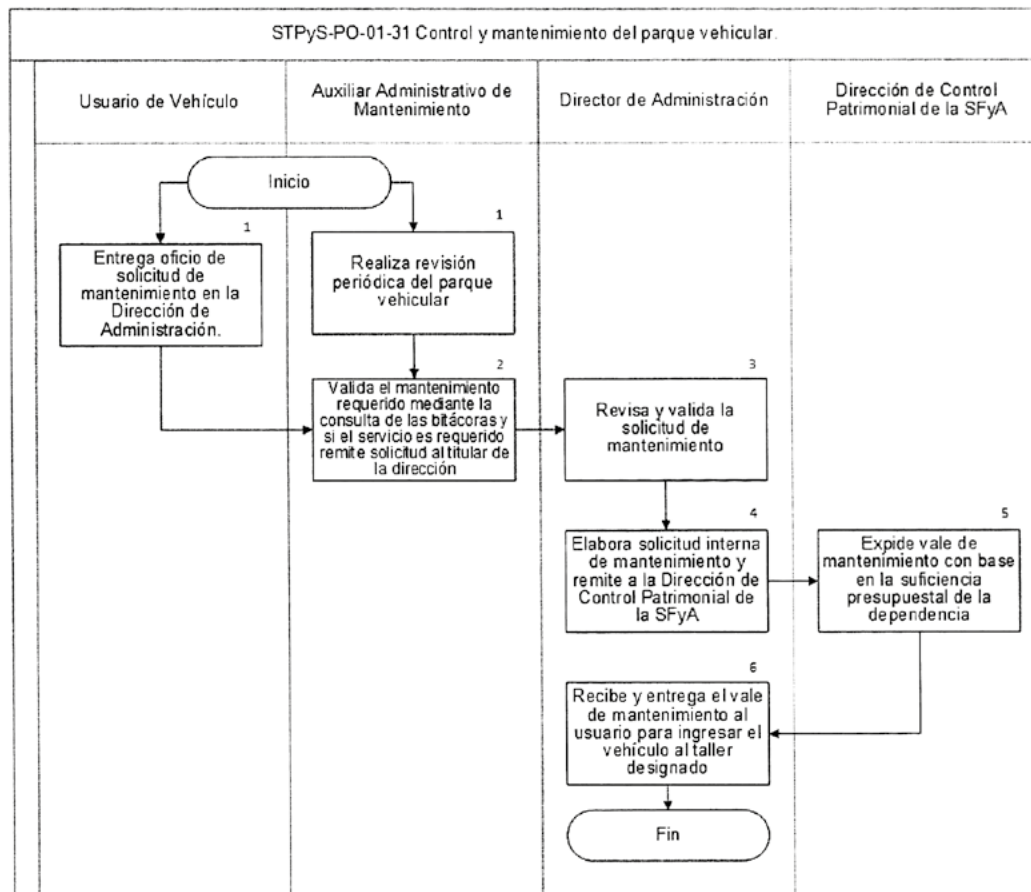 STPyS-PO-01-31 Control y mantenimiento del parque vehicular.
Usuario de Vehículo
Auxiliar Administrativo de
Mantenimiento
Director de Administración
Dirección de Control
Patrimonial de la SFyA
Inicio
1
Entrega oficio de
solicitud de
mantenimiento en la
Dirección de
Administración.
1
Realiza revisión
periódica del parque
vehicular
2
Valida el mantenimiento
requerido mediante la
consulta de las bitácoras y
si el servicio es requerido
remite solicitud al titular de
la dirección
3
Revisa y valida la
solicitud de
mantenimiento
4
Elabora solicitud interna
de mantenimiento y
remite a la Dirección de
Control Patrimonial de
la SFyA
5
Expide vale de
mantenimiento con base
en la suficiencia
presupuestal de la
dependencia
6
Recibe y entrega el vale
de mantenimiento al
usuario para ingresar el
vehículo al taller
designado
Fin